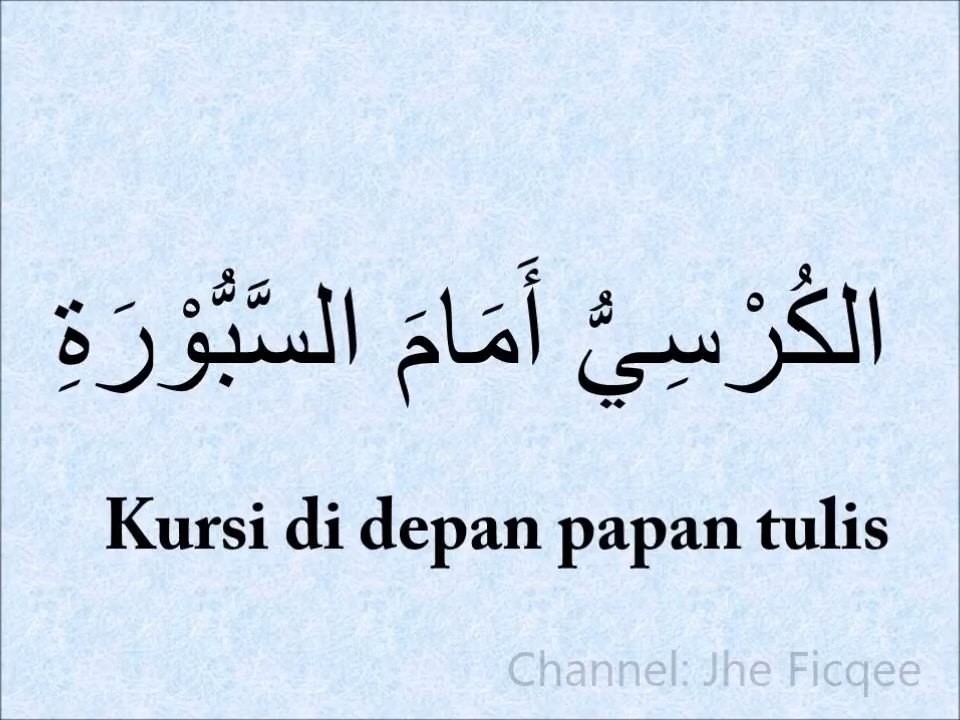 الكُرْسِيُّ أَمَامَ السَّبُّوْرَةِ
Kursi di depan papan tulis
Channel: Jhe Ficqee